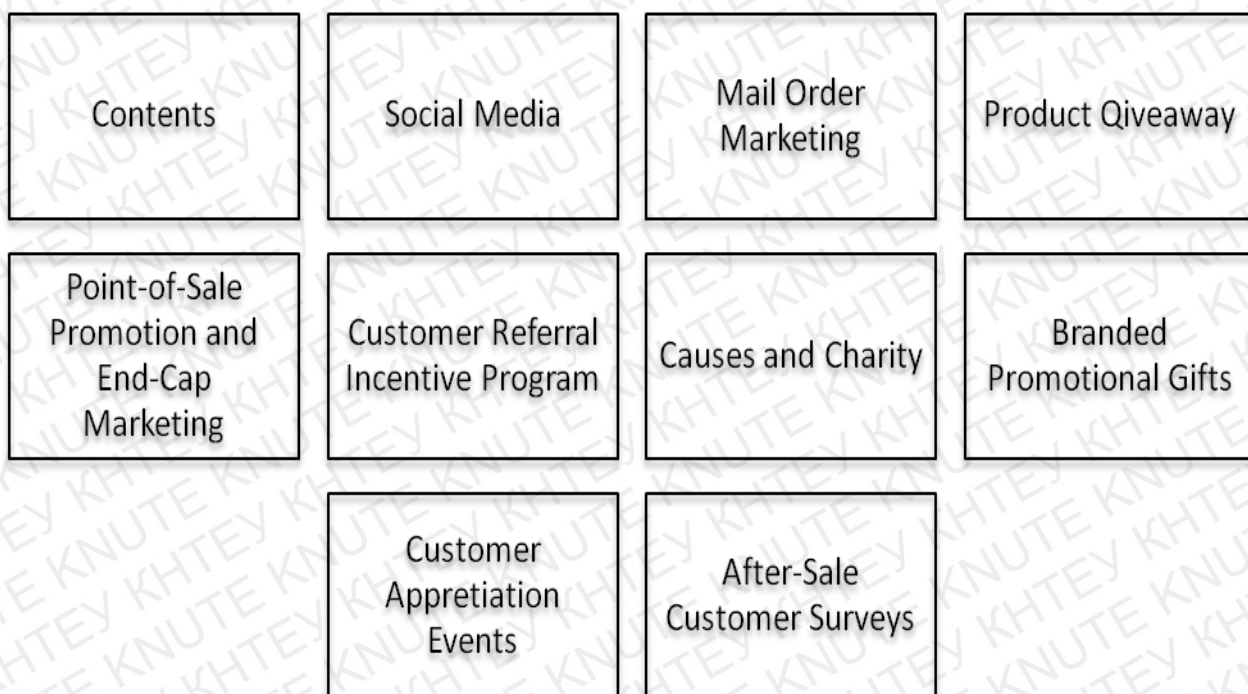 Contents
Social Media
Mail Order
Marketing
Product Qiveaway
Point-of-Sale
Promotion and
End-Cap
Marketing
Customer Referral
Incentive Program
Causes and Charity
Branded
Promotional Gifts
Customer
Appretiation
Events
After-Sale
Customer Surveys